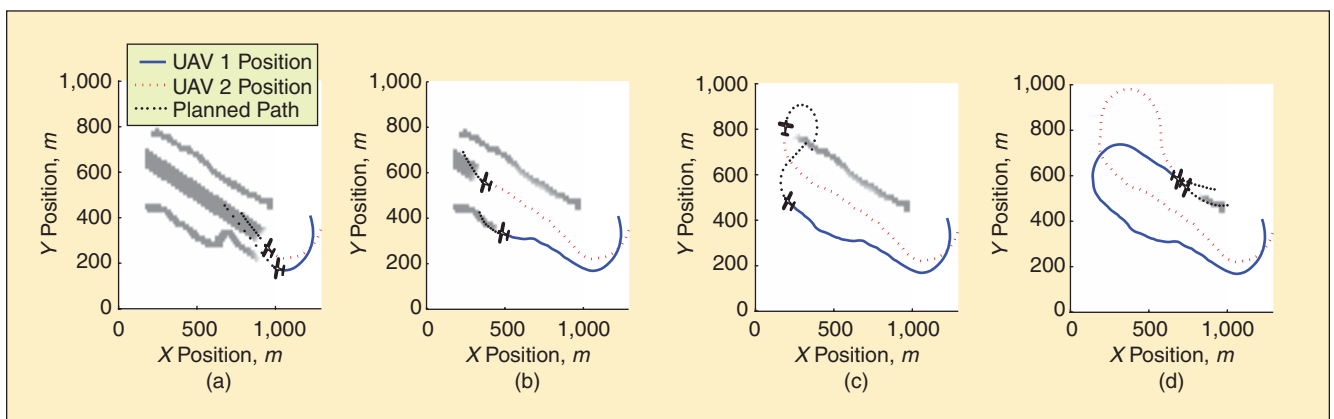 UAV 1 Position
UAV 2 Position
Planned Path
1,000
800
600
400
200
0
Y Position, m
0
500
1,000
X Position, m
(a)
1,000
800
600
400
200
0
Y Position, m
0
500
1,000
X Position, m
(b)
1,000
800
600
400
200
0
Y Position, m
0
500
1,000
X Position, m
(c)
1,000
800
600
400
200
0
Y Position, m
0
500
1,000
X Position, m
(d)